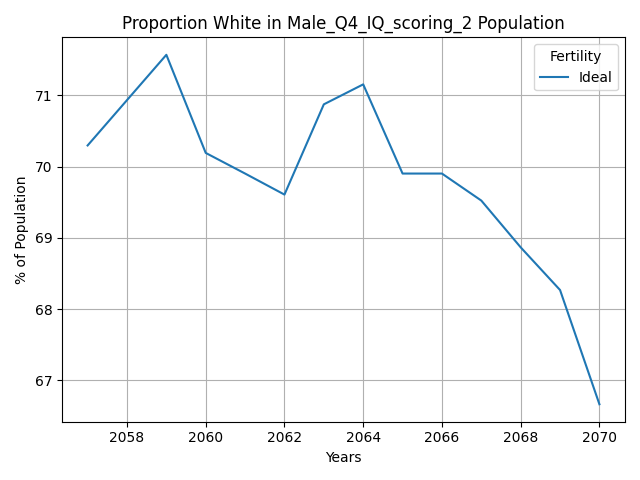 Proportion White in Male_Q4_IQ_scoring_2 Population
Fertility
Ideal
71
70
69
68
67
% of Population
2058 2060 2062 2064 2066 2068 2070
Years